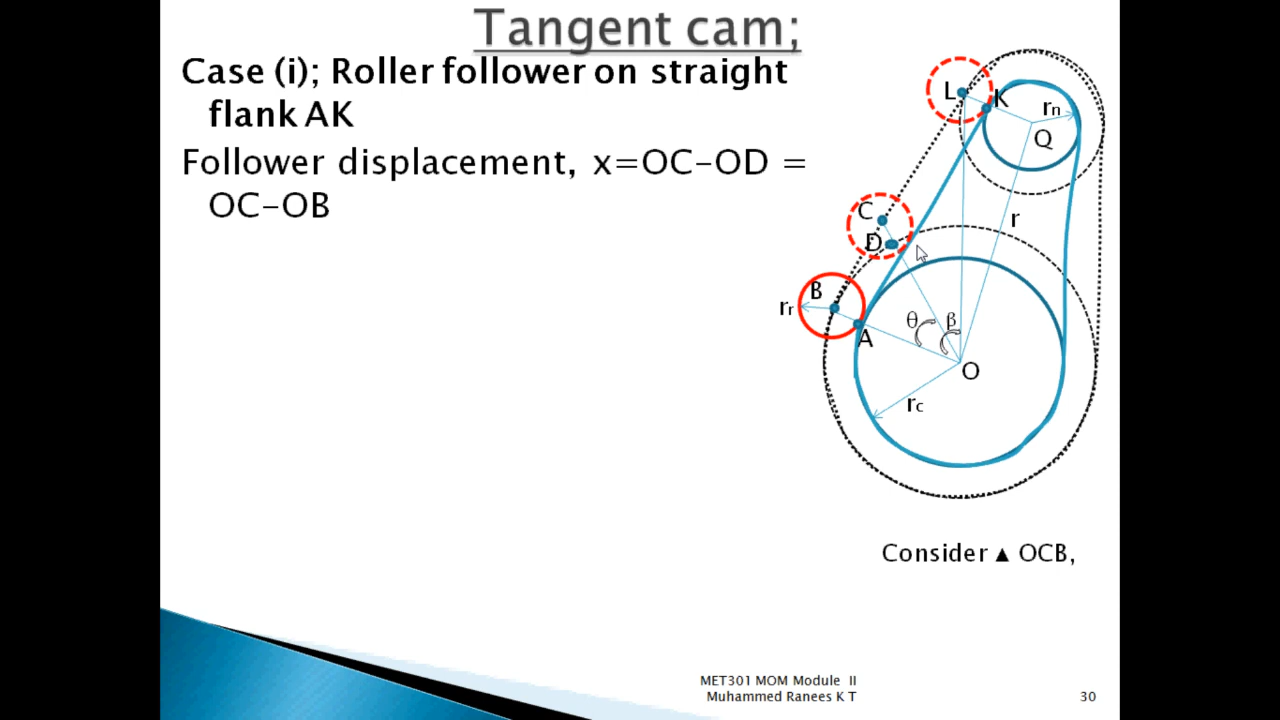 Tangent cam;
Case (i); Roller follower on straight
flank AK
Follower displacement, x=OC-OD =
OC-OB
L
K
rn
Q
C
r
D
B
rr
θ
β
A
O
rc
Consider ▲ OCB,
MET301 MOM Module II
Muhammed Ranees K T
30